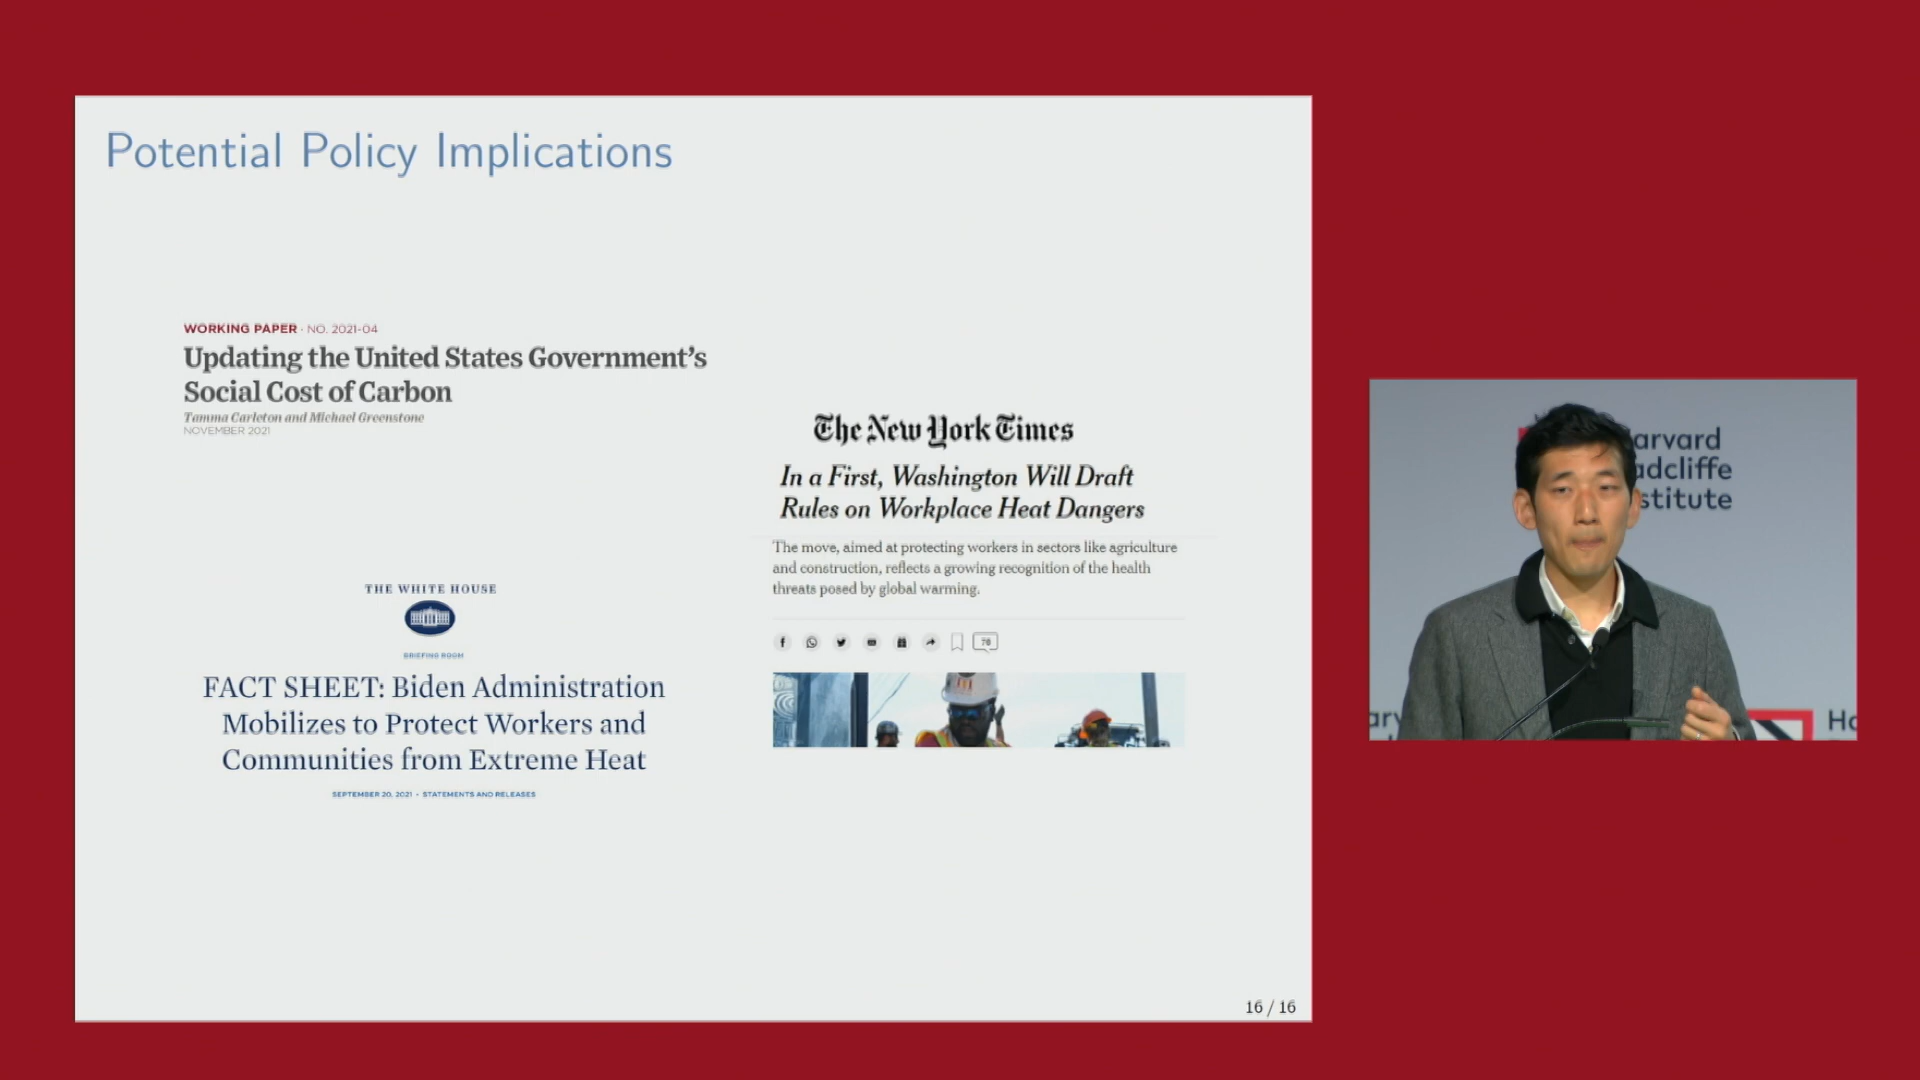 Potential Policy Implications
WORKING PAPER · NO. 2021-04
Updating the United States Government's
Social Cost of Carbon
Tamma Carleton and Michael Greenstone
NOVEMBER 2021
The New York Times
In a First, Washington Will Draft
Rules on Workplace Heat Dangers
The move, aimed at protecting workers in sectors like agriculture
and construction, reflects a growing recognition of the health
threats posed by global warming.
76
THE WHITE HOUSE
BRIEFING ROOM
FACT SHEET: Biden Administration
Mobilizes to Protect Workers and
Communities from Extreme Heat
SEPTEMBER 20, 2021 • STATEMENTS AND RELEASES
16 / 16
arvard
adcliffe
stitute
ary
Ha